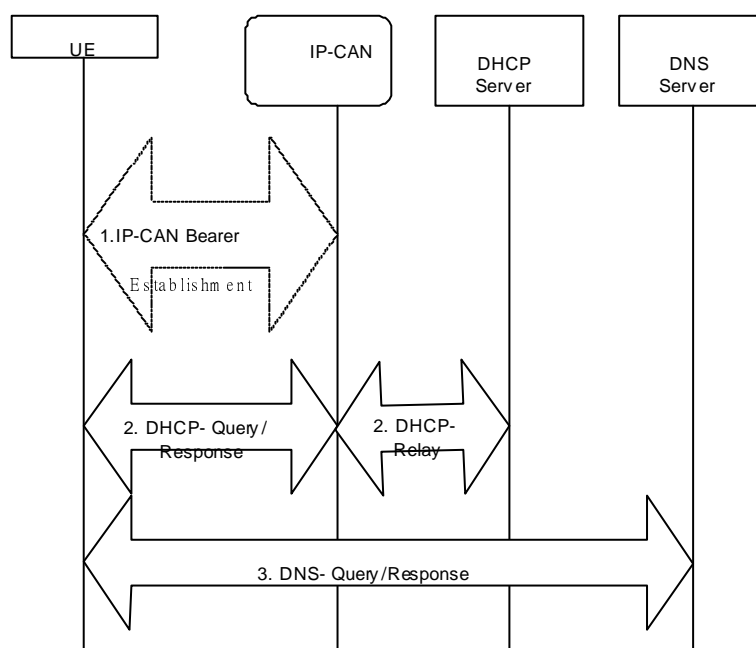 UE
IP-CAN
DHCP
Server
DNS
Server
1.IP-CAN Bearer
Establishment
2. DHCP- Query/
Response
2. DHCP-
Relay
3. DNS- Query/Response